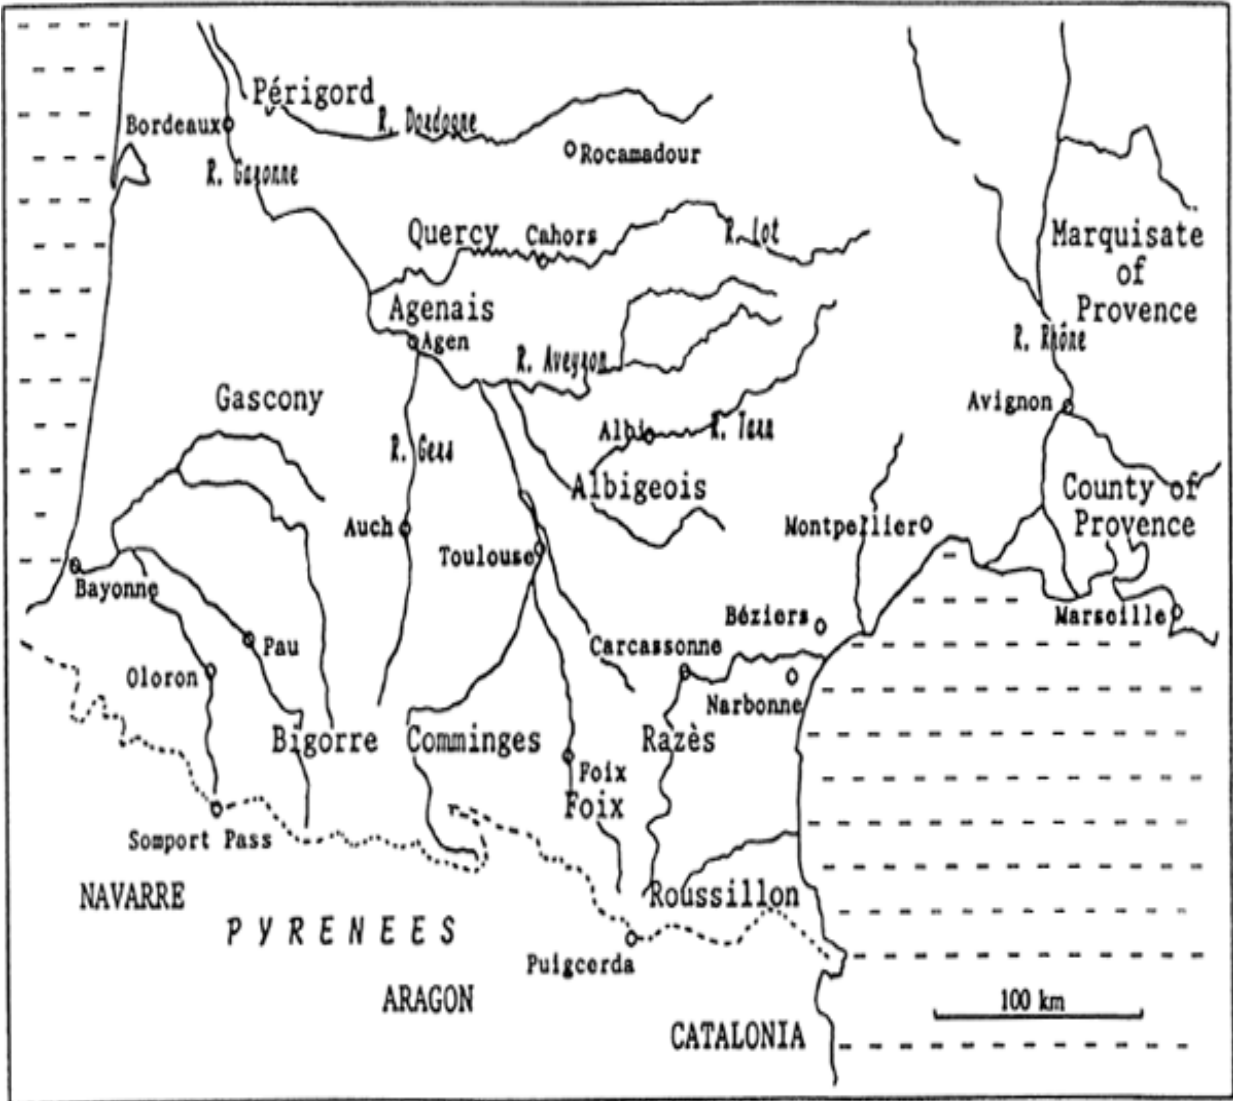 Périgord
Bordeaux
R. Dordogne
Rocamadour
R. Garonne
Quercy
Cahors
R. Lot
Marquisate
of
Provence
Agenais
Agen
R. Aveyron
R. Rhône
Gascony
Avignon
Albi
R. Tarn
R. Gers
Albigeois
County of
Provence
Auch
Montpellier
Toulouse
Bayonne
Béziers
Marseille
Pau
Carcassonne
Oloron
Narbonne
Bigorre
Comminges
Razès
Foix
Foix
Somport Pass
NAVARRE
Roussillon
PYRENEES
Puigcerda
ARAGON
100 km
CATALONIA